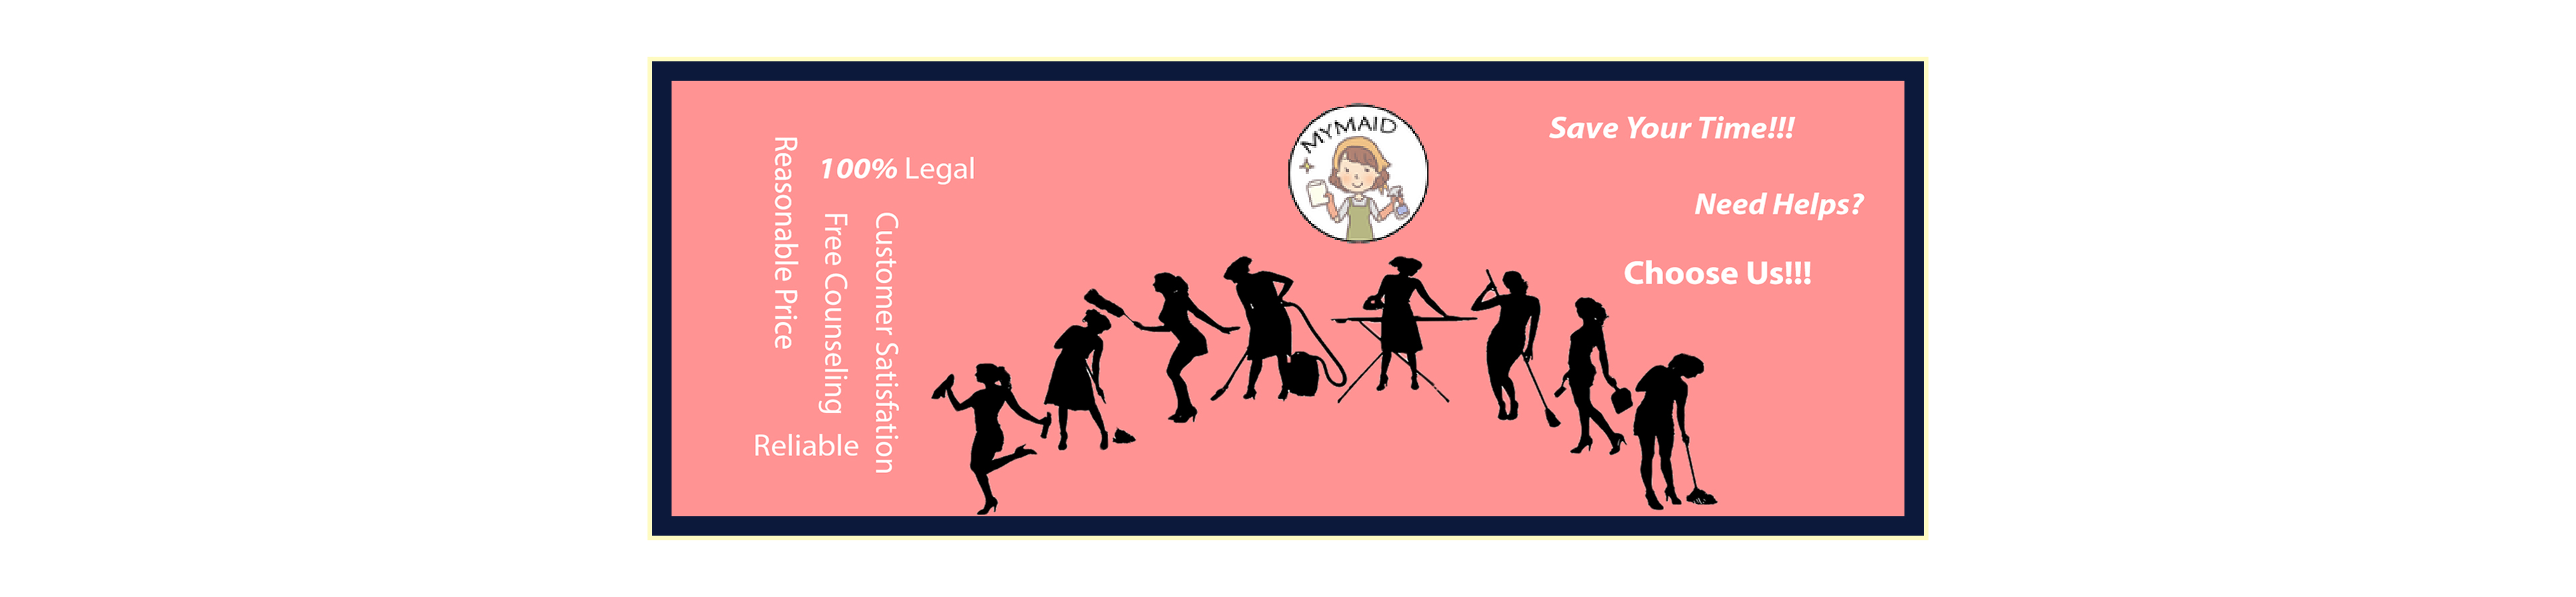 Reasonable Price
100% Legal
Free Counseling
Customer Satisfation
Reliable
MYMAID
Save Your Time!!!
Need Helps?
Choose Us!!!